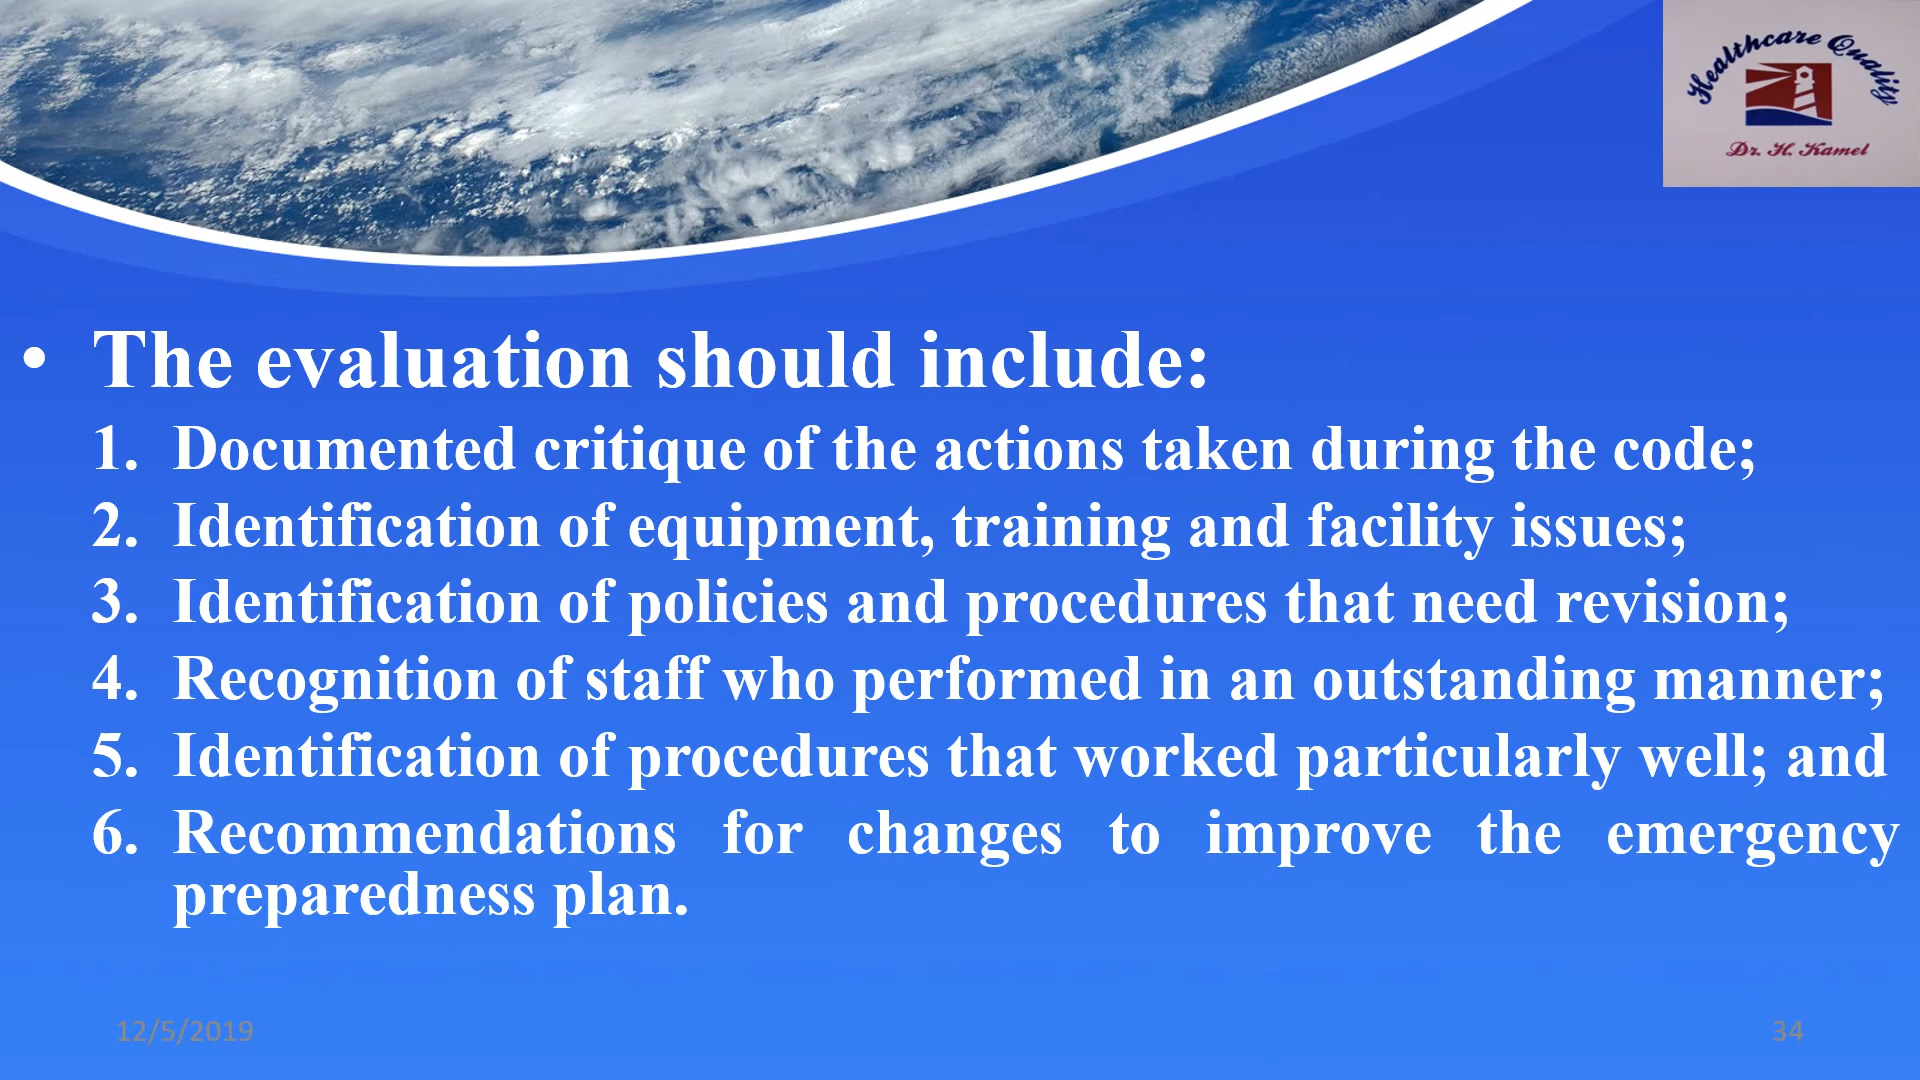 Healthcare Quality
Dr. H. Kamel
• The evaluation should include:
1. Documented critique of the actions taken during the code;
2. Identification of equipment, training and facility issues;
3. Identification of policies and procedures that need revision;
4. Recognition of staff who performed in an outstanding manner;
5. Identification of procedures that worked particularly well; and
6. Recommendations for changes to improve the emergency
preparedness plan.
12/5/2019
34